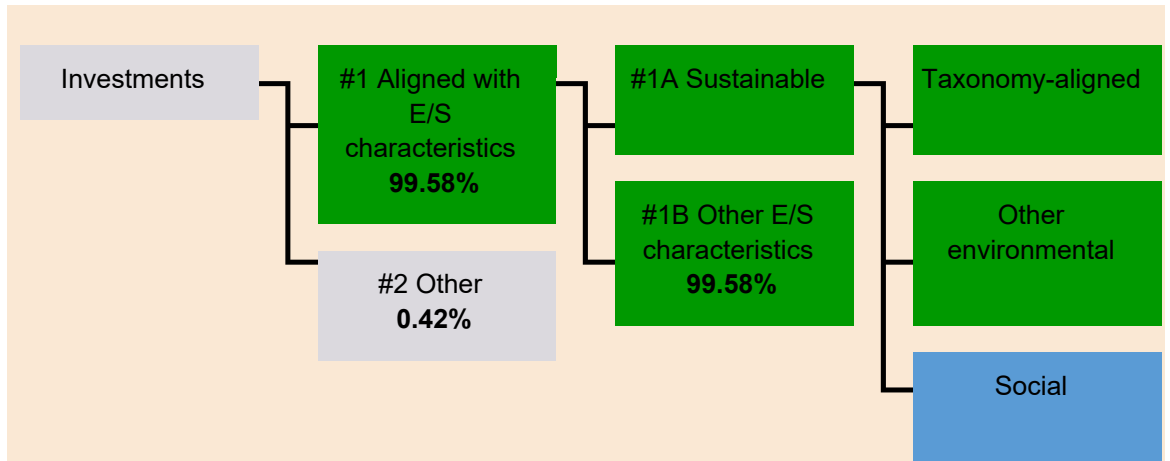 Investments
#1 Aligned with
E/S
characteristics
99.58%
#2 Other
0.42%
#1A Sustainable
#1B Other E/S
characteristics
99.58%
Taxonomy-aligned
Other
environmental
Social